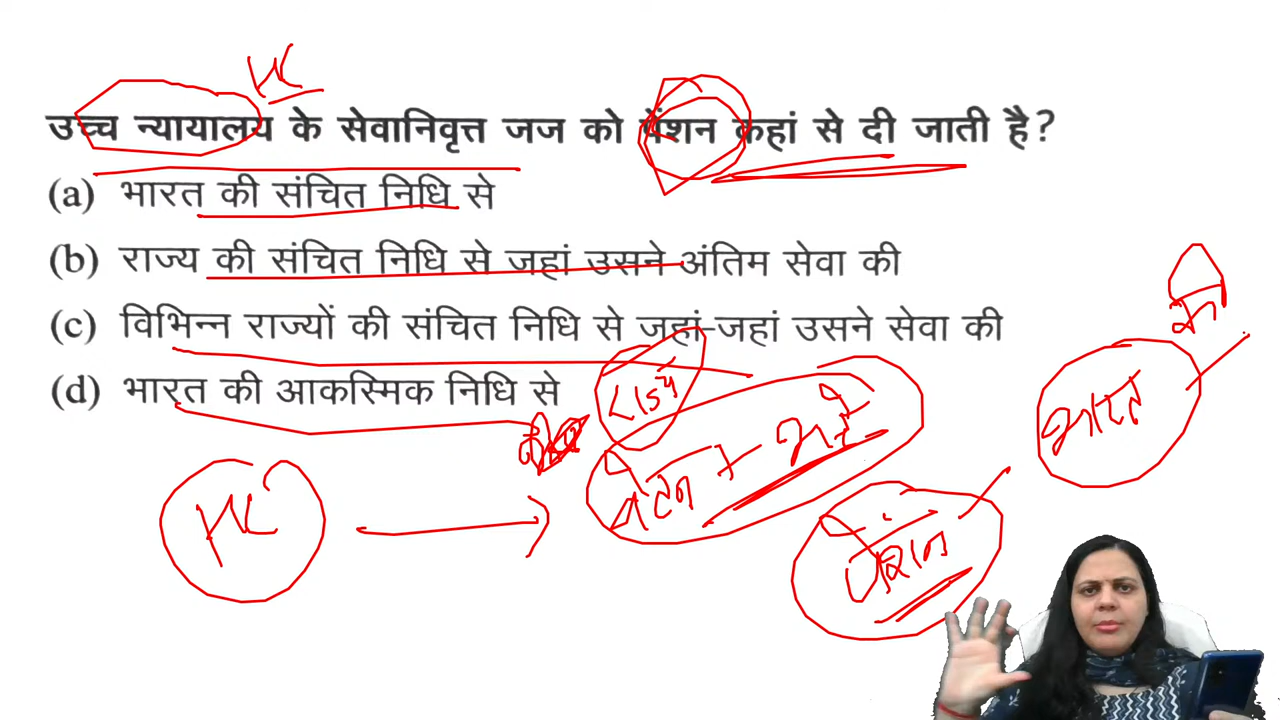 HC
उच्च न्यायालय के सेवानिवृत्त जज को पेंशन कहां से दी जाती है?
(a) भारत की संचित निधि से
(b) राज्य की संचित निधि से जहां उसने अंतिम सेवा की
(c) विभिन्न राज्यों की संचित निधि से जहां-जहां उसने सेवा की
(d) भारत की आकस्मिक निधि से
राज्य
भारत
HC
वेतन + भत्ते
पेंशन